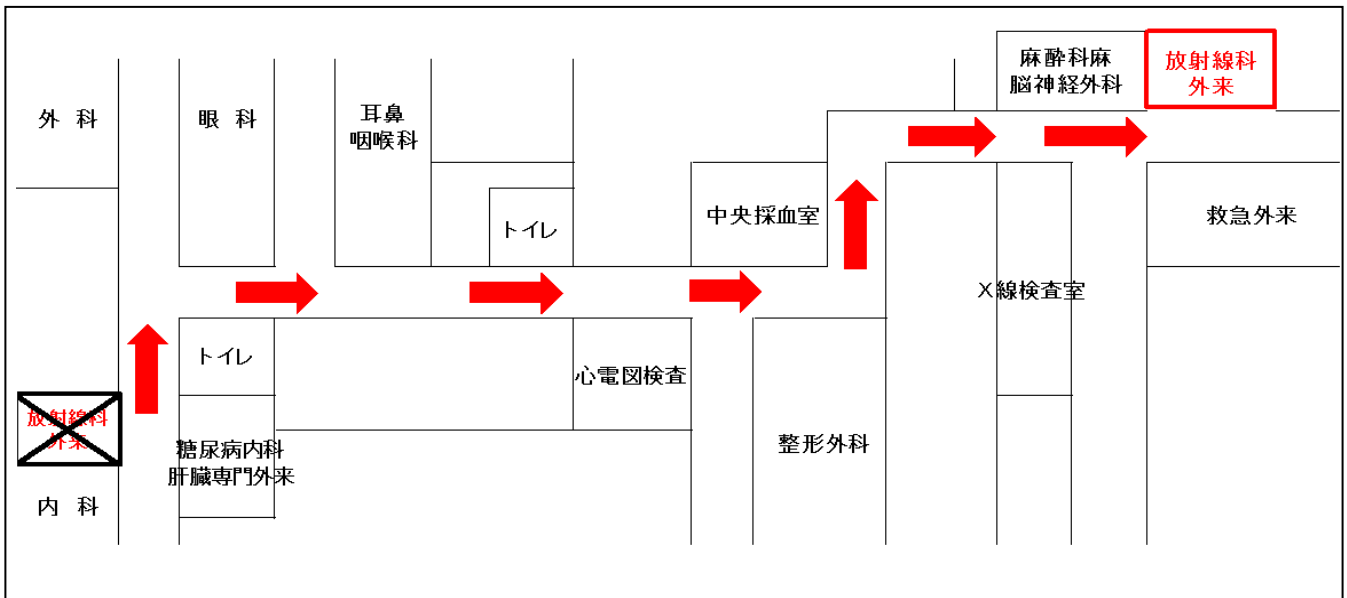 麻酔科麻
脳神経外科
放射線科
外来
外 科
眼 科
耳鼻
咽喉科
トイレ
中央採血室
救急外来
X線検査室
トイレ
心電図検査
放射線科
外来
糖尿病内科
肝臓専門外来
整形外科
内 科